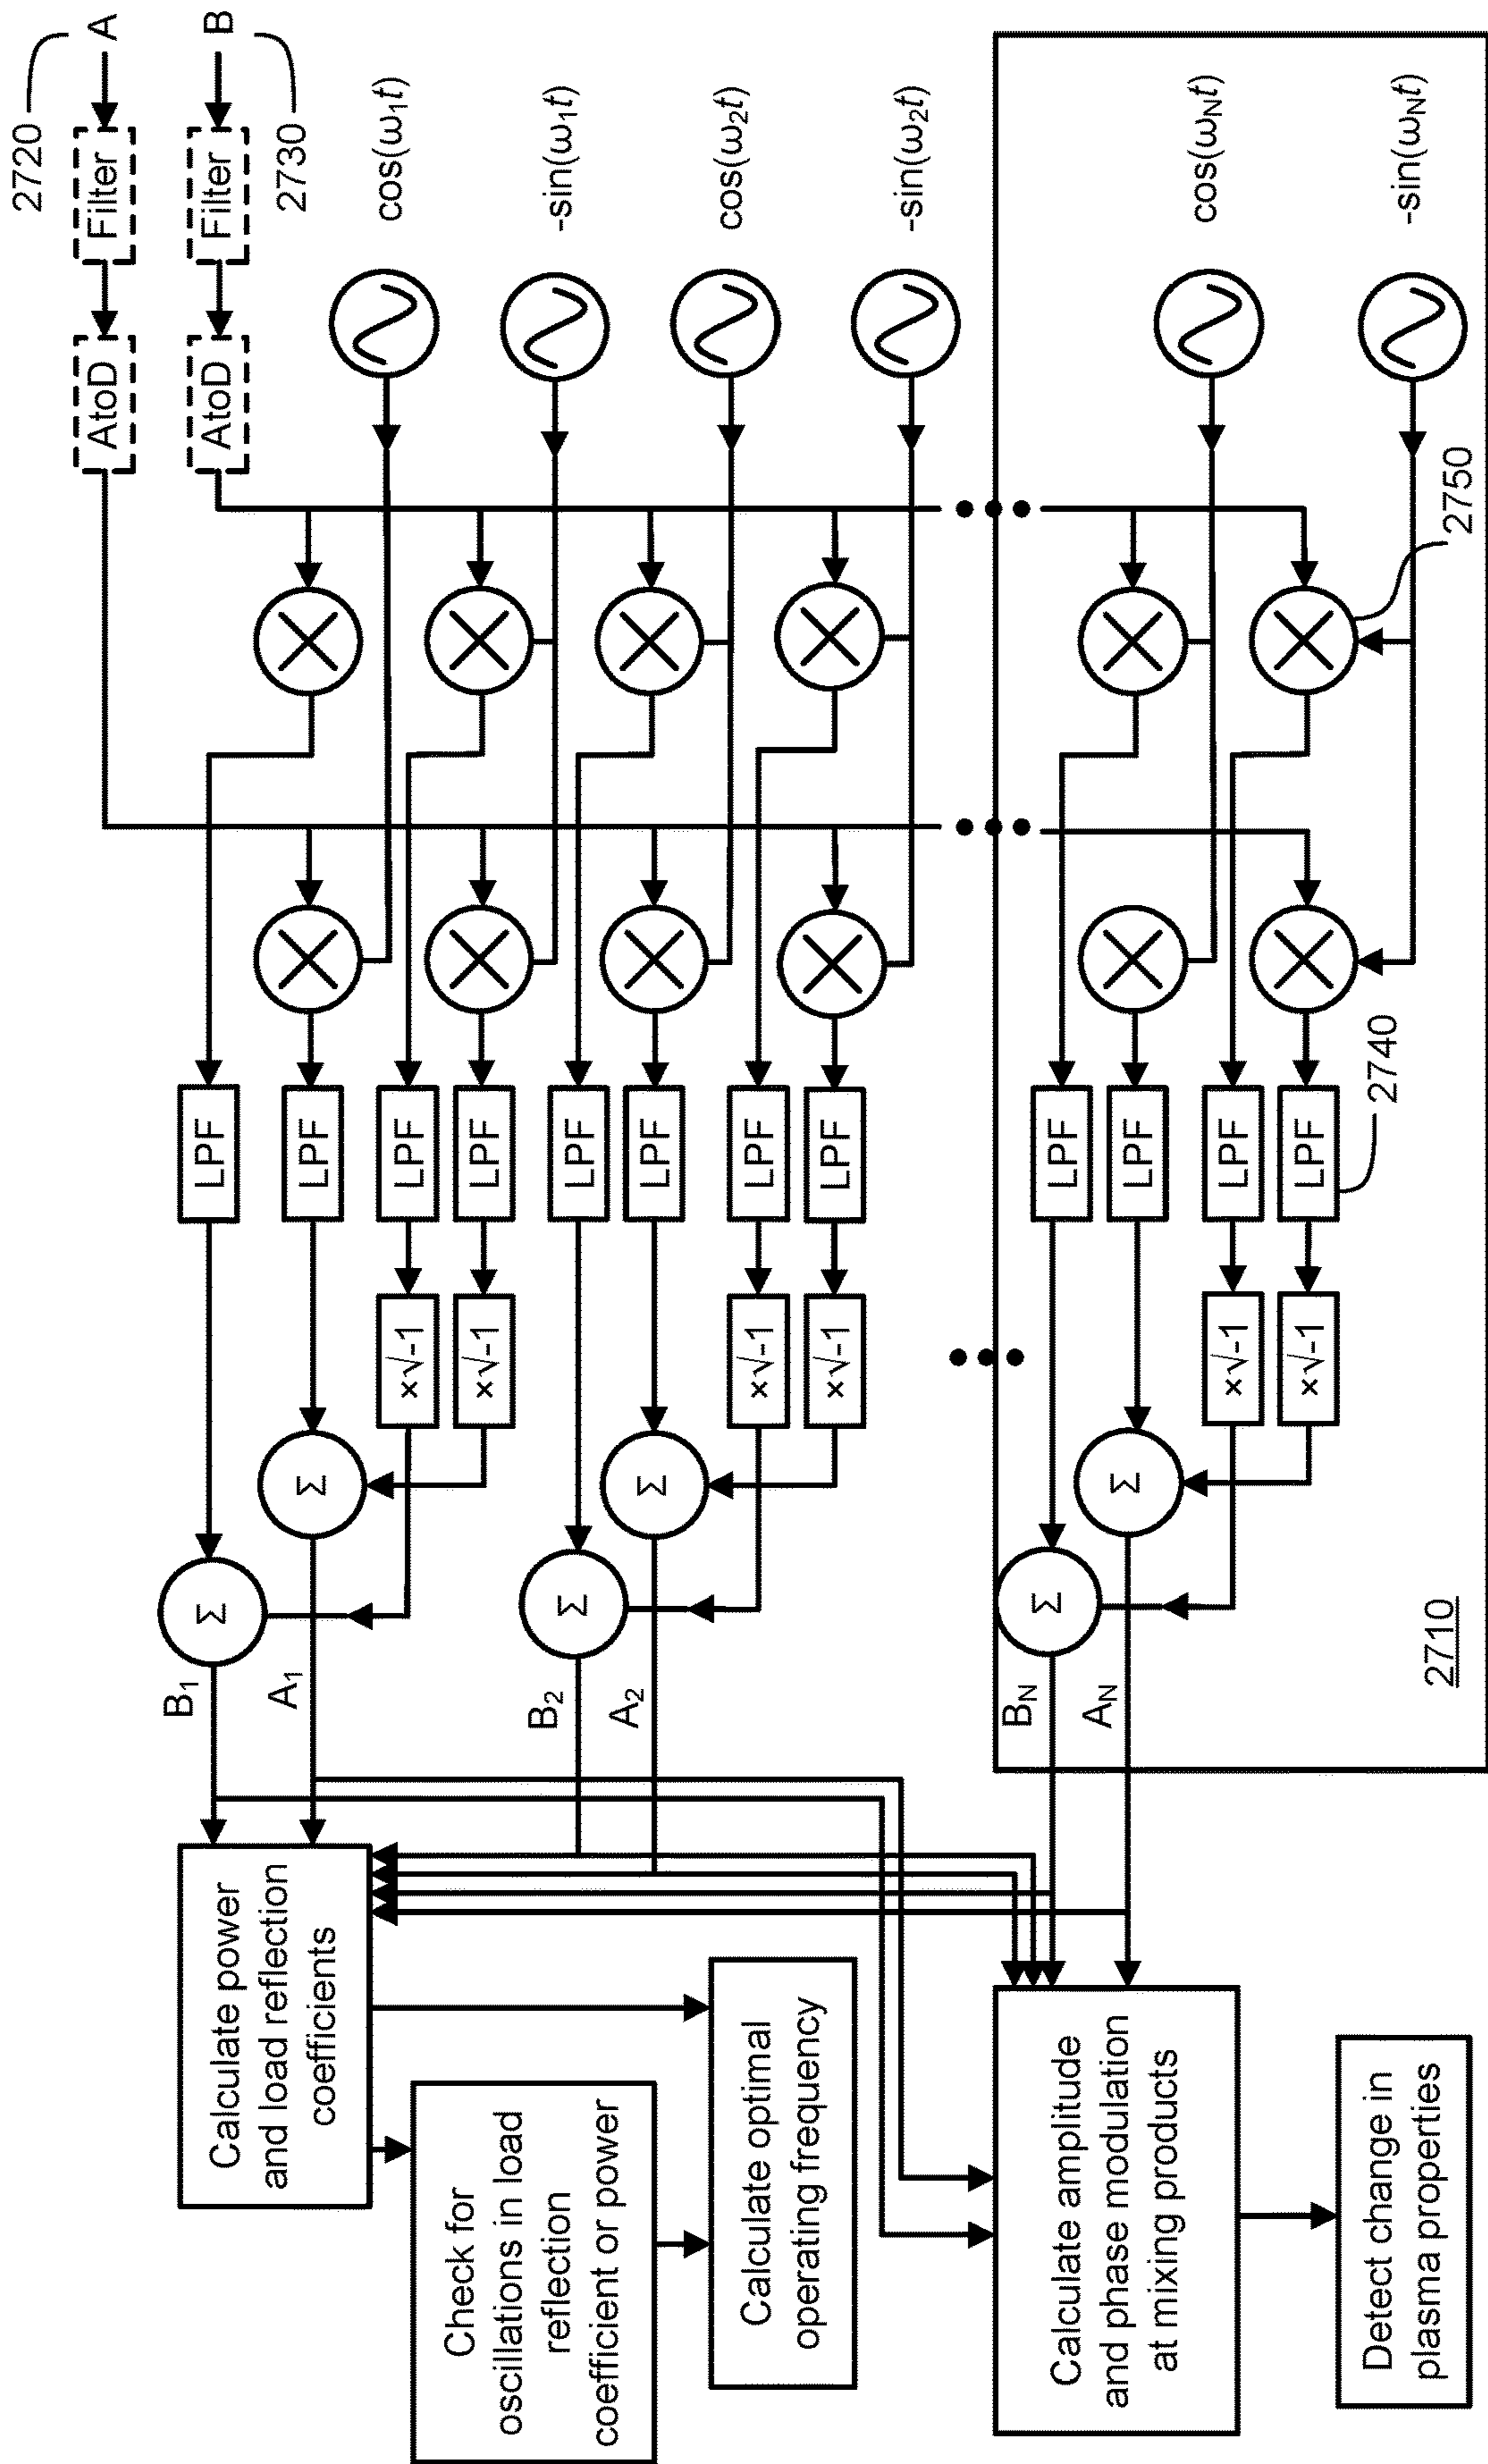 2720
A
Filter
AtoD
B
Filter
AtoD
2730
cos(ω1t)
-sin(ω1t)
cos(ω2t)
-sin(ω2t)
cos(ωNt)
-sin(ωNt)
2750
LPF
LPF
LPF
LPF
LPF
LPF
LPF
LPF
LPF
LPF
LPF
LPF
2740
×√-1
×√-1
×√-1
×√-1
×√-1
×√-1
Σ
Σ
Σ
Σ
Σ
Σ
B1
A1
B2
A2
BN
AN
2710
Calculate power
and load reflection
coefficients
Check for
oscillations in load
reflection
coefficient or power
Calculate optimal
operating frequency
Calculate amplitude
and phase modulation
at mixing products
Detect change in
plasma properties